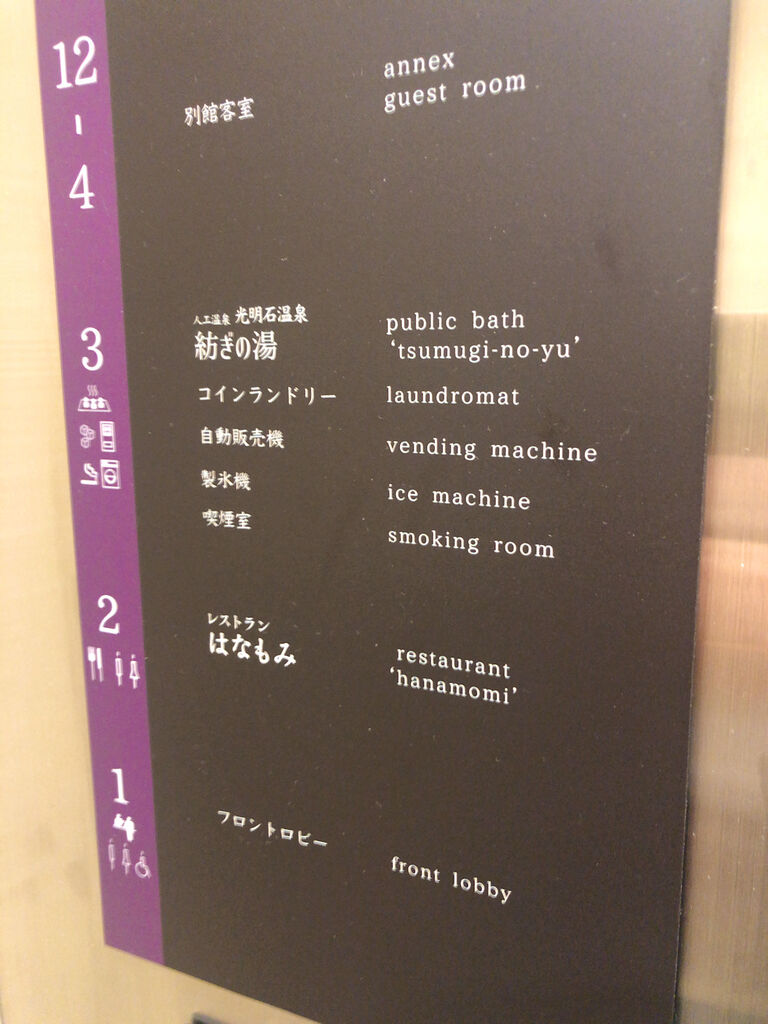 12
-
4
別館客室
annex
guest room
3
人工温泉 光明石温泉
紡ぎの湯
public bath
‘tsumugi-no-yu’
コインランドリー
laundromat
自動販売機
vending machine
製氷機
ice machine
喫煙室
smoking room
2
レストラン
はなもみ
restaurant
‘hanamomi’
1
フロントロビー
front lobby